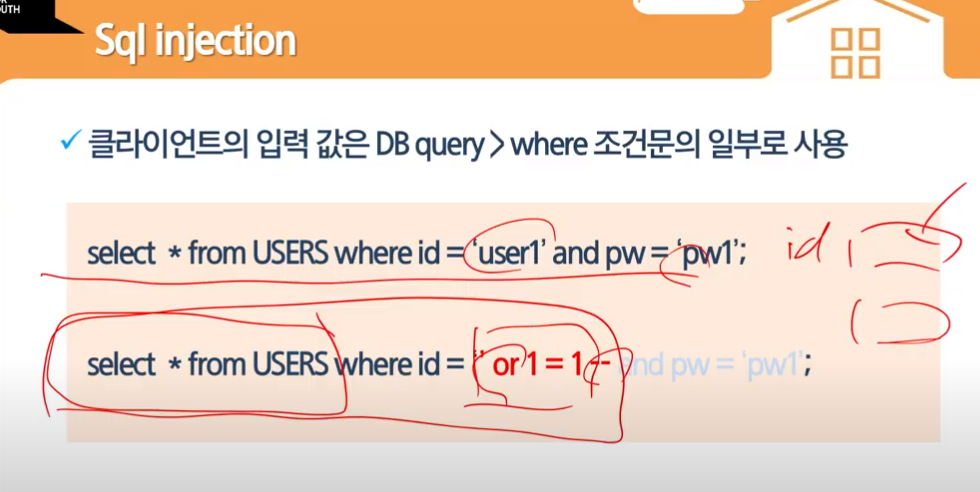 UTH
Sql injection
✓ 클라이언트의 입력 값은 DB query > where 조건문의 일부로 사용
select * from USERS where id = ‘user1’ and pw = ‘pw1’; id
select * from USERS where id = ‘’ or 1 = 1 -- and pw = ‘pw1’;